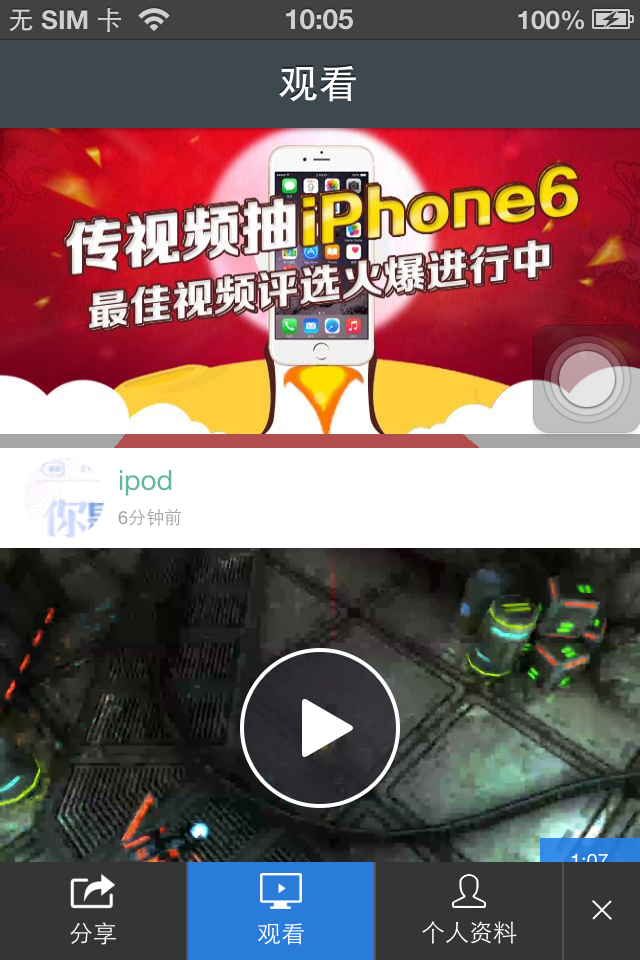 无 SIM 卡
10:05
100%
观看
传视频抽iPhone6
最佳视频评选火爆进行中
ipod
6分钟前
1:07
分享
观看
个人资料